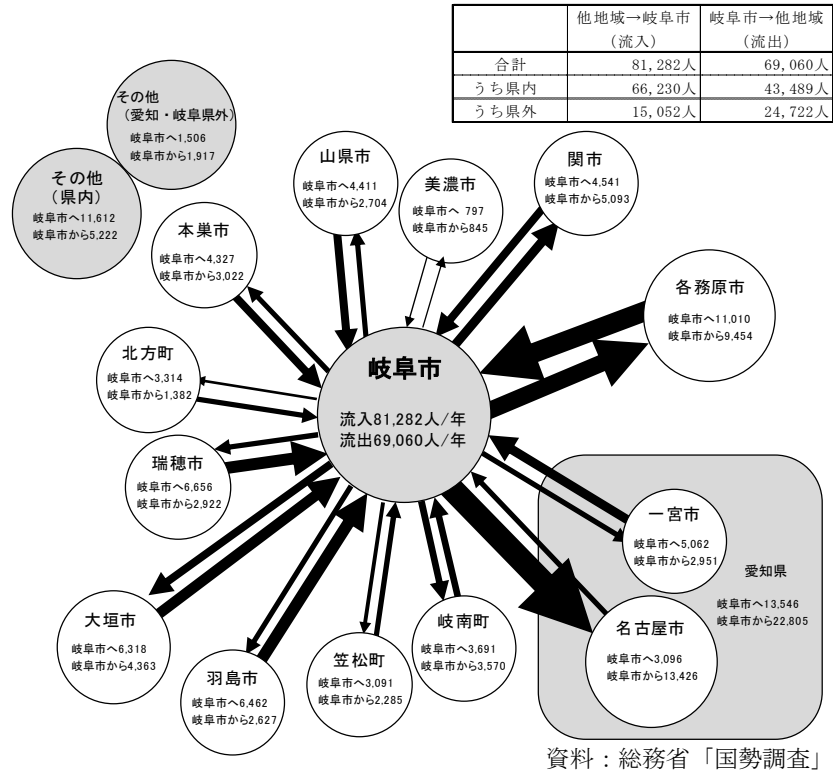 他地域→岐阜市 岐阜市→他地域
(流入) (流出)
合計 81,282人 69,060人
うち県内 66,230人 43,489人
うち県外 15,052人 24,722人
その他
(愛知・岐阜県外)
岐阜市へ1,506
岐阜市から1,917
その他
(県内)
岐阜市へ11,612
岐阜市から5,222
山県市
岐阜市へ4,411
岐阜市から2,704
美濃市
岐阜市へ 797
岐阜市から845
関市
岐阜市へ4,541
岐阜市から5,093
本巣市
岐阜市へ4,327
岐阜市から3,022
各務原市
岐阜市へ11,010
岐阜市から9,454
北方町
岐阜市へ3,314
岐阜市から1,382
岐阜市
流入81,282人/年
流出69,060人/年
瑞穂市
岐阜市へ6,656
岐阜市から2,922
一宮市
岐阜市へ5,062
岐阜市から2,951
愛知県
岐阜市へ13,546
岐阜市から22,805
大垣市
岐阜市へ6,318
岐阜市から4,363
羽島市
岐阜市へ6,462
岐阜市から2,627
笠松町
岐阜市へ3,091
岐阜市から2,285
岐南町
岐阜市へ3,691
岐阜市から3,570
名古屋市
岐阜市へ3,096
岐阜市から13,426
資料：総務省「国勢調査」